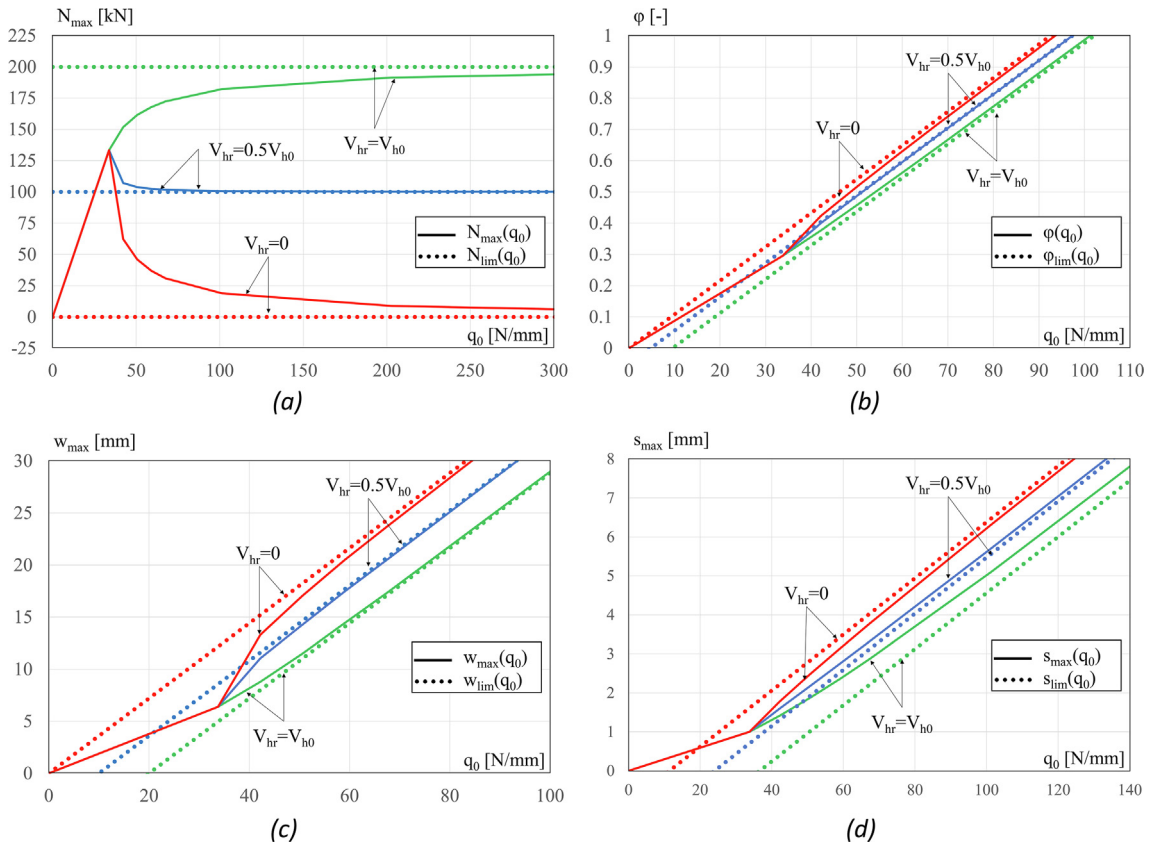 N_max [kN]
225
200
175
150
125
100
75
50
25
0
-25
V_hr=V_h0
V_hr=0.5V_h0
V_hr=0
N_max(q_0)
N_lim(q_0)
q_0 [N/mm]
0 50 100 150 200 250 300
(a)
φ [-]
1
0.9
0.8
0.7
0.6
0.5
0.4
0.3
0.2
0.1
0
V_hr=0.5V_h0
V_hr=0
V_hr=V_h0
φ(q_0)
φ_lim(q_0)
q_0 [N/mm]
0 10 20 30 40 50 60 70 80 90 100 110
(b)
w_max [mm]
30
25
20
15
10
5
0
V_hr=0.5V_h0
V_hr=0
V_hr=V_h0
w_max(q_0)
w_lim(q_0)
q_0 [N/mm]
0 20 40 60 80 100
(c)
s_max [mm]
8
7
6
5
4
3
2
1
0
V_hr=0.5V_h0
V_hr=0
V_hr=V_h0
s_max(q_0)
s_lim(q_0)
q_0 [N/mm]
0 20 40 60 80 100 120 140
(d)